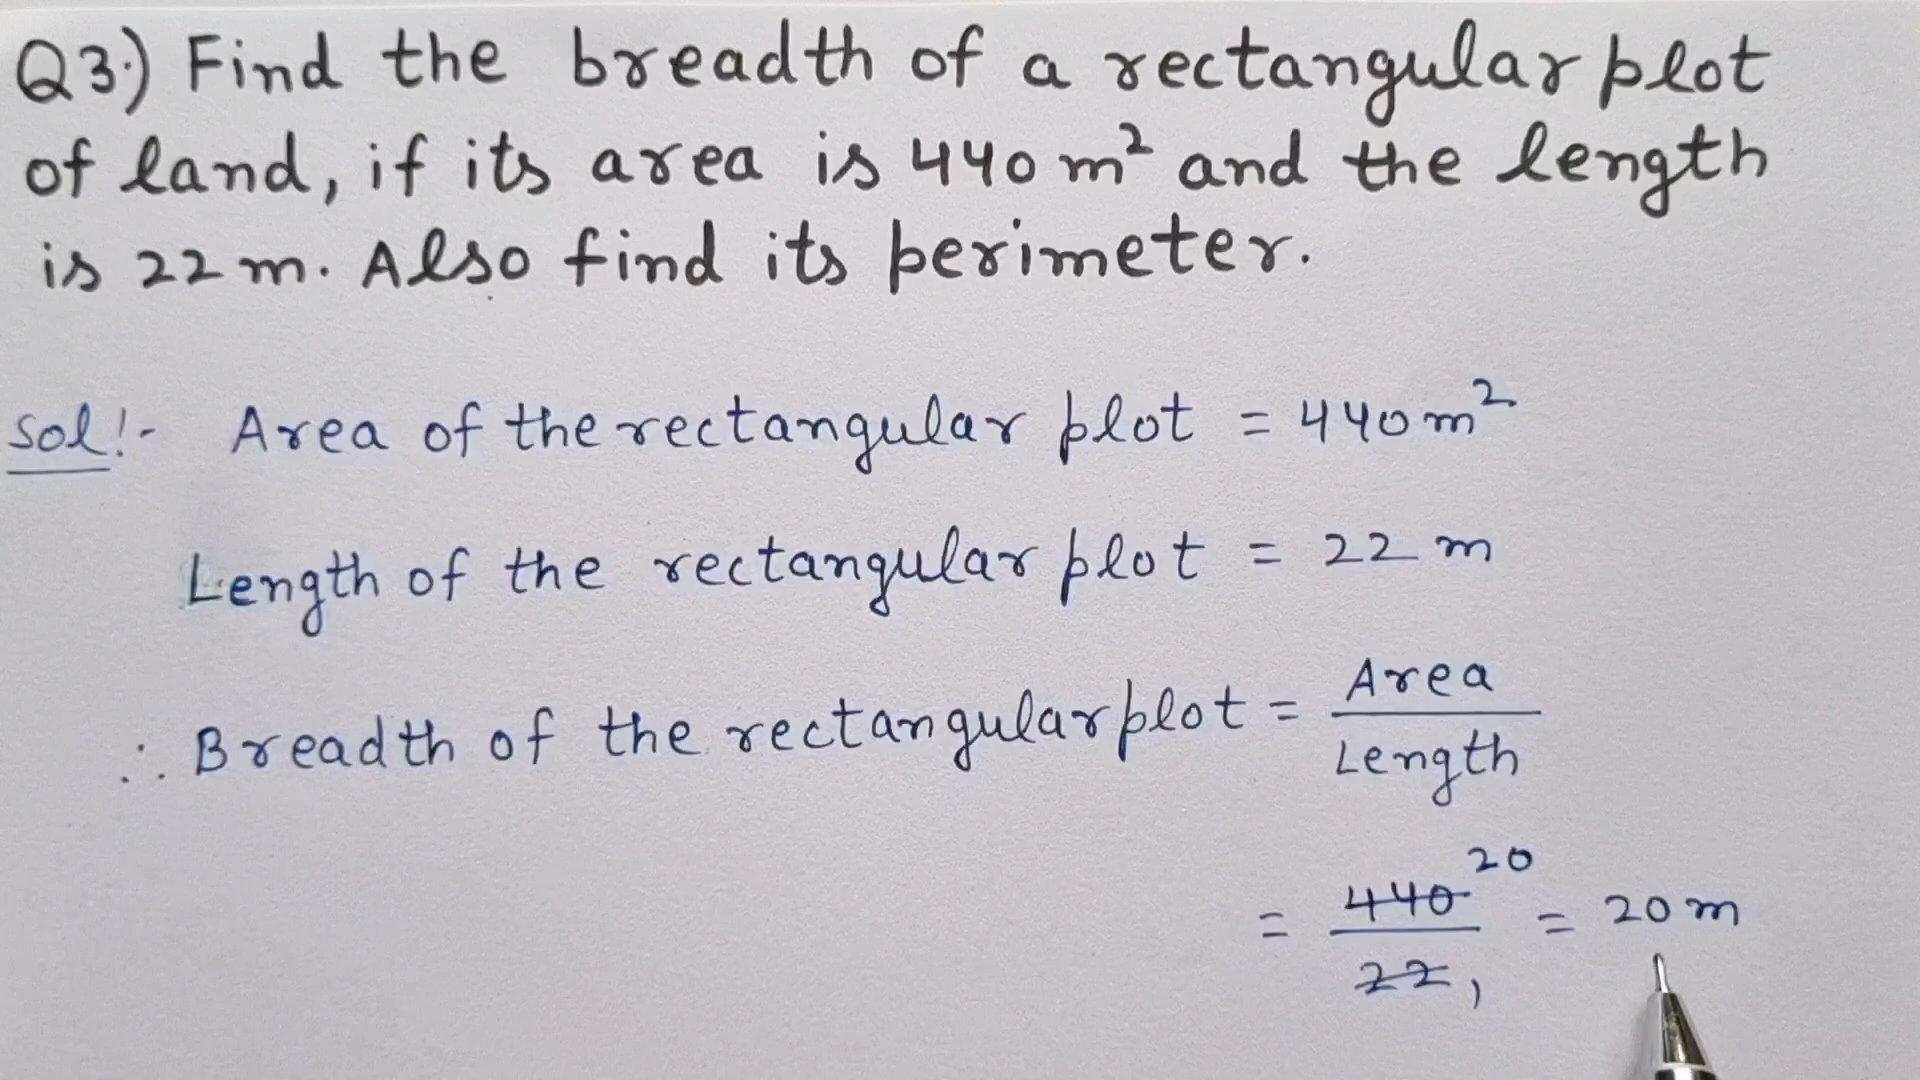 Q3.) Find the breadth of a rectangular plot
of land, if its area is 440 m² and the length
is 22 m. Also find its perimeter.
Sol!- Area of the rectangular plot = 440 m²
Length of the rectangular plot = 22 m
∴ Breadth of the rectangular plot = Area
Length
20
= 440 = 20 m
22 1